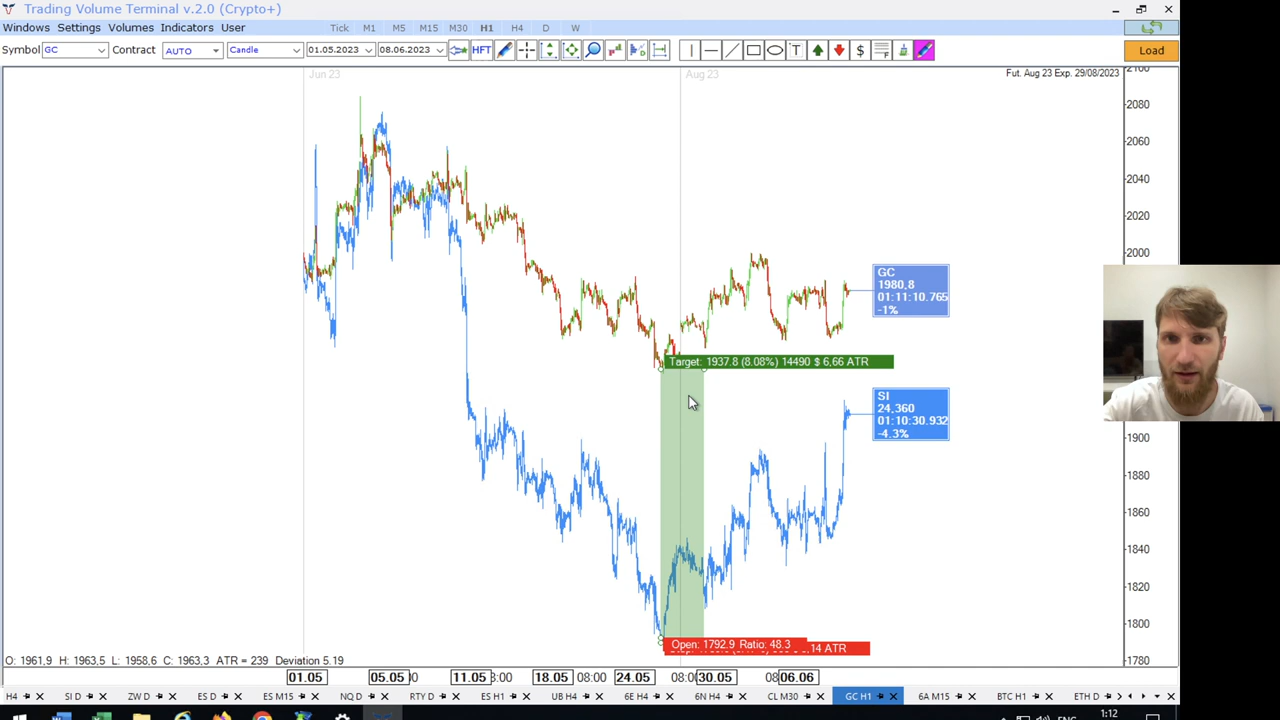 Trading Volume Terminal v.2.0 (Crypto+)
Windows Settings Volumes Indicators User Tick M1 M5 M15 M30 H1 H4 D W
Symbol GC Contract AUTO Candle 01.05.2023 08.06.2023 HFT T $ F Load
Jun 23 Aug 23 Fut. Aug 23 Exp. 29/08/2023
2100
2080
2060
2040
2020
2000
GC
1980,8
01:11:10.765
-1%
Target: 1937.8 (8.08%) 14490 $ 6,66 ATR
SI
24,360
01:10:30.932
-4.3%
1900
1880
1860
1840
1820
1800
Open: 1792.9 Ratio: 48.3
14 ATR
O: 1961,9 H: 1963,5 L: 1958.6 C: 1963,3 ATR = 239 Deviation 5.19
1780
01.05 05.05 11.05 18.05 08:00 24.05 30.05 06.06
H4 SI D ZW D ES D ES M15 NQ D RTY D ES H1 UB H4 6E H4 6N H4 CL M30 GC H1 6A M15 BTC H1 ETH D
ENG 1:12